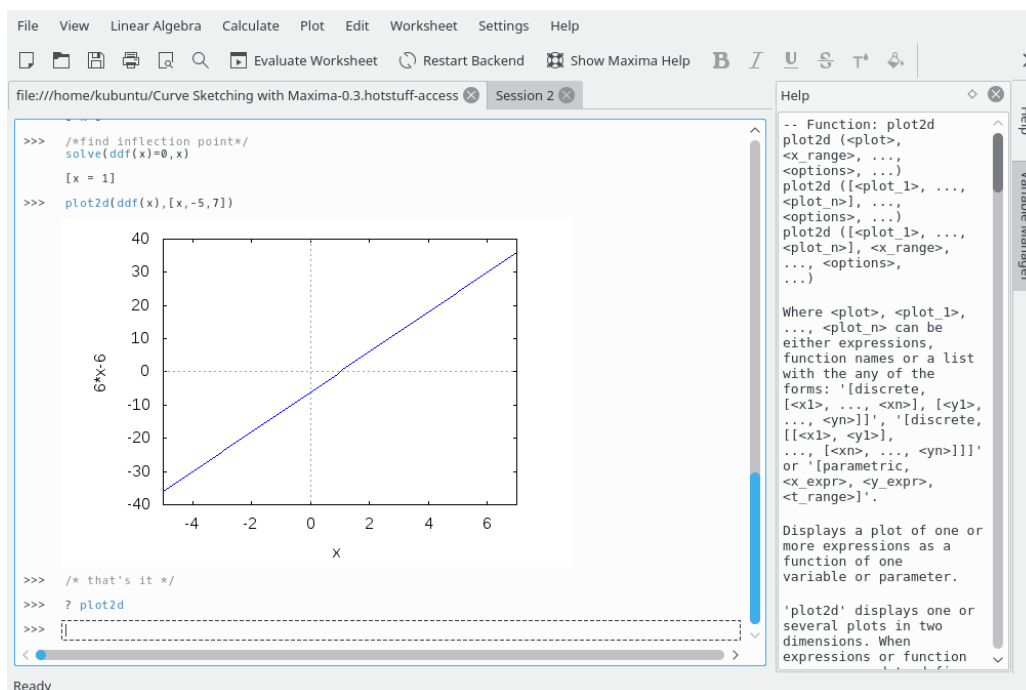 File View Linear Algebra Calculate Plot Edit Worksheet Settings Help
Evaluate Worksheet Restart Backend Show Maxima Help B I U S T
file:///home/kubuntu/Curve Sketching with Maxima-0.3.hotstuff-access Session 2
>>> /*find inflection point*/
solve(ddf(x)=0,x)
[x = 1]
>>> plot2d(ddf(x),[x,-5,7])
40
30
20
10
0
-10
-20
-30
-40
6*x-6
-4 -2 0 2 4 6
x
>>> /* that's it */
>>> ? plot2d
>>>
Ready
Help
-- Function: plot2d
plot2d (<plot>,
<x_range>, ...,
<options>, ...)
plot2d ([<plot_1>, ...,
<plot_n>], ...,
<options>, ...)
plot2d ([<plot_1>, ...,
<plot_n>], <x_range>,
..., <options>,
...)
Where <plot>, <plot_1>,
..., <plot_n> can be
either expressions,
function names or a list
with the any of the
forms: '[discrete,
[<x1>, ..., <xn>], [<y1>,
..., <yn>]]', '[discrete,
[[<x1>, <y1>],
..., [<xn>, ..., <yn>]]]'
or '[parametric,
<x_expr>, <y_expr>,
<t_range>]'.
Displays a plot of one or
more expressions as a
function of one
variable or parameter.
'plot2d' displays one or
several plots in two
dimensions. When
expressions or function
Help
Variable Manager